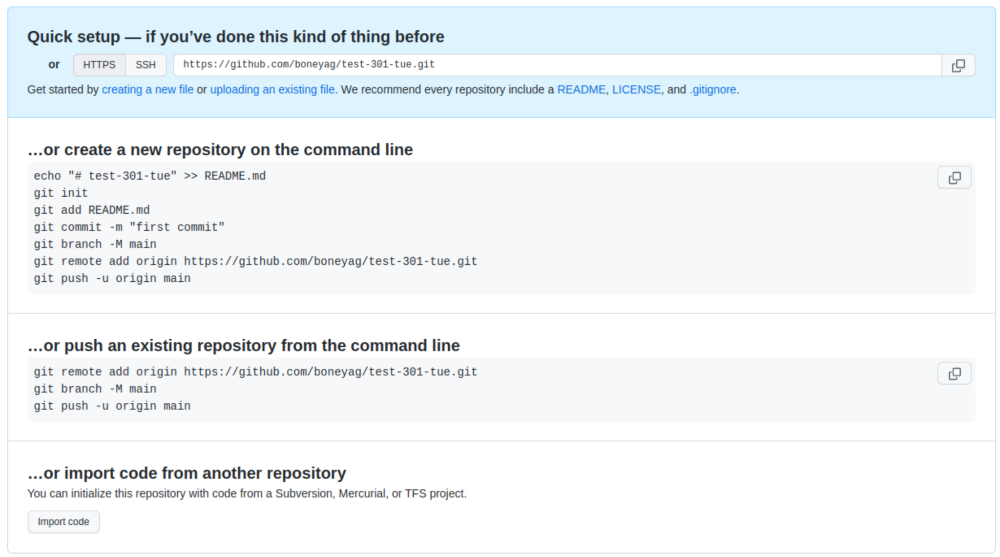 Quick setup — if you’ve done this kind of thing before
or HTTPS SSH https://github.com/boneyag/test-301-tue.git
Get started by creating a new file or uploading an existing file. We recommend every repository include a README, LICENSE, and .gitignore.
…or create a new repository on the command line
echo "# test-301-tue" >> README.md
git init
git add README.md
git commit -m "first commit"
git branch -M main
git remote add origin https://github.com/boneyag/test-301-tue.git
git push -u origin main
…or push an existing repository from the command line
git remote add origin https://github.com/boneyag/test-301-tue.git
git branch -M main
git push -u origin main
…or import code from another repository
You can initialize this repository with code from a Subversion, Mercurial, or TFS project.
Import code